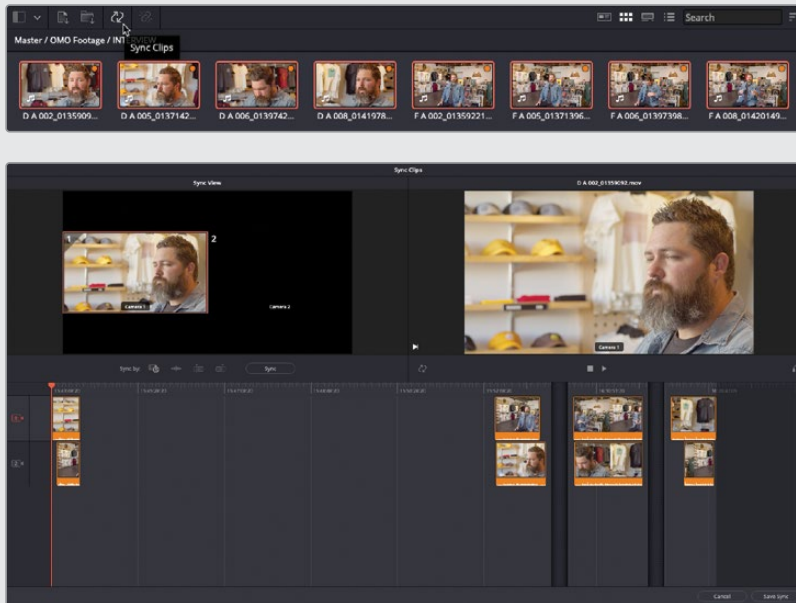 Search
Master / OMO Footage / INTERVIEW
Sync Clips
D A 002_0135909...
D A 005_0137142...
D A 006_0139742...
D A 008_0141978...
F A 002_01359221...
F A 005_01371396...
F A 006_01397398...
F A 008_01420149...
Sync Clips
Sync View
D A 002_01359092.mov
1
2
Camera 1
Camera 2
Camera 1
Sync by:
Sync
Cancel
Save Sync